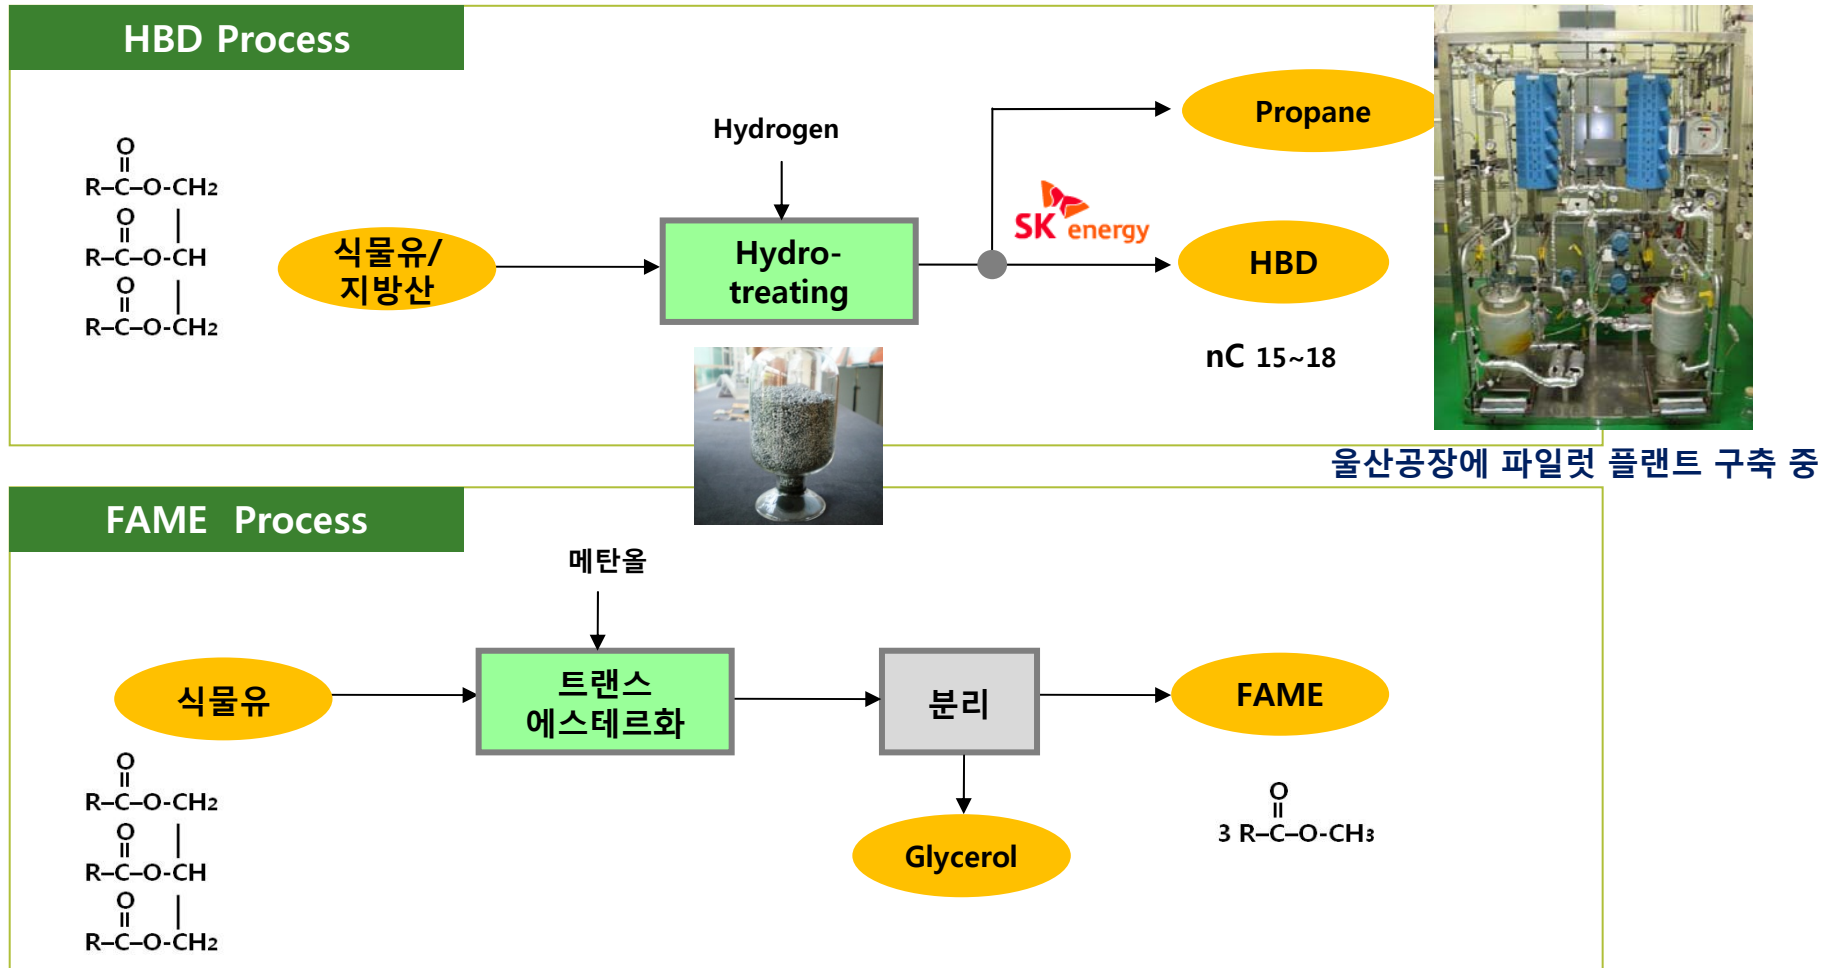 HBD Process
Hydrogen
Propane
O
R–C–O-CH2
O
R–C–O-CH
O
R–C–O-CH2
식물유/
지방산
Hydro-
treating
SK energy
HBD
nC 15~18
울산공장에 파일럿 플랜트 구축 중
FAME Process
메탄올
식물유
트랜스
에스테르화
분리
FAME
Glycerol
O
R–C–O-CH2
O
R–C–O-CH
O
R–C–O-CH2
O
3 R–C–O-CH3